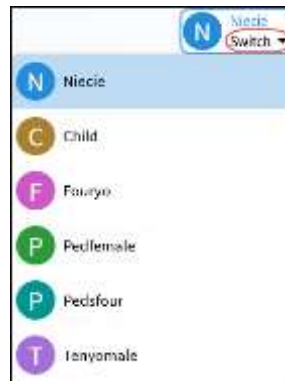 N Niecie
Switch
N Niecie
C Child
F Fouryo
P Pedfemale
P Pedsfour
T Tenyomale